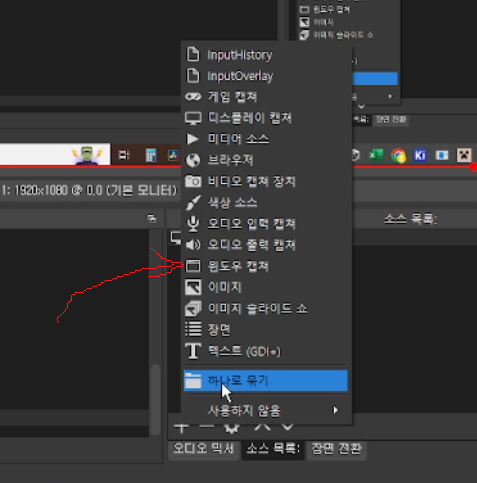 윈도우 캡쳐
이미지
이미지 슬라이드 쇼
InputHistory
InputOverlay
게임 캡쳐
디스플레이 캡쳐
미디어 소스
브라우저
비디오 캡쳐 장치
색상 소스
오디오 입력 캡쳐
오디오 출력 캡쳐
윈도우 캡쳐
이미지
이미지 슬라이드 쇼
장면
텍스트 (GDI+)
하나로 묶기
사용하지 않음
장면 전환
Ki
1: 1920x1080 @ 0,0 (기본 모니터)
소스 목록:
오디오 믹서 소스 목록: 장면 전환